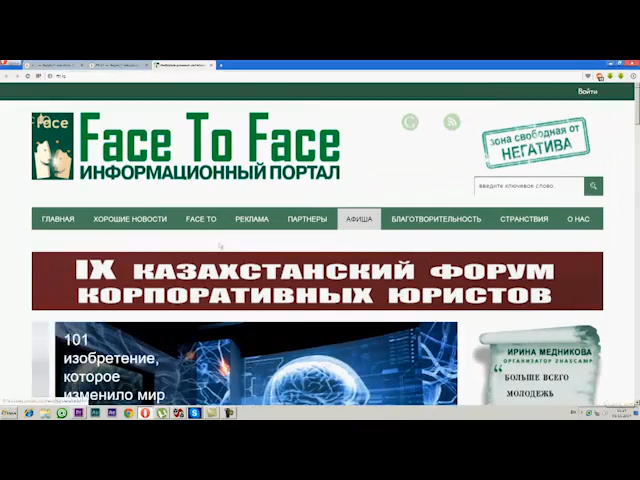 Войти
Face
Face To Face
ИНФОРМАЦИОННЫЙ ПОРТАЛ
зона свободная от
НЕГАТИВА
введите ключевое слово..
ГЛАВНАЯ ХОРОШИЕ НОВОСТИ FACE TO РЕКЛАМА ПАРТНЕРЫ АФИША БЛАГОТВОРИТЕЛЬНОСТЬ СТРАНСТВИЯ О НАС
IX КАЗАХСТАНСКИЙ ФОРУМ
КОРПОРАТИВНЫХ ЮРИСТОВ
101
изобретение,
которое
изменило мир
ИРИНА МЕДНИКОВА
ОРГАНИЗАТОР ZHASCAMP
“БОЛЬШЕ ВСЕГО
МОЛОДЕЖЬ